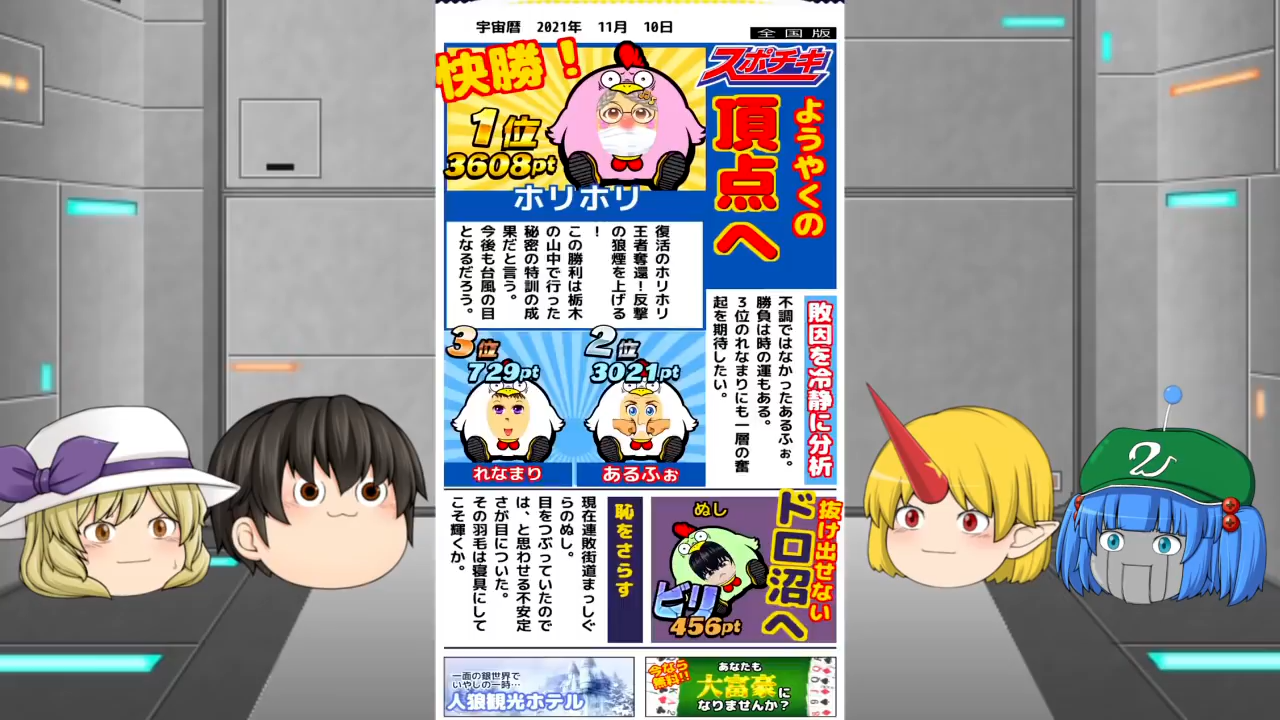 宇宙暦 2021年 11月 10日
全国版
スポチキ
ようやくの
頂点へ
快勝！
1位
3608pt
ホリホリ
復活のホリホリ
王者奪還！反撃
の狼煙を上げる
！
この勝利は栃木
の山中で行った
秘密の特訓の成
果だと言う。
今後も台風の目
となるだろう。
敗因を冷静に分析
不調ではなかったあるふぉ。
勝負は時の運もある。
3位のれなまりにも一層の奮
起を期待したい。
2位
3021pt
あるふぉ
3位
729pt
れなまり
抜け出せない
ドロ沼へ
ぬし
ビリ
456pt
恥をさらす
現在連敗街道まっしぐ
らのぬし。
目をつぶっていたので
は、と思わせる不安定
さが目についた。
その羽毛は寝具にして
こそ輝くか。
一面の銀世界で
いやしの一時…
人狼観光ホテル
今なら
無料!!
あなたも
大富豪に
なりませんか？